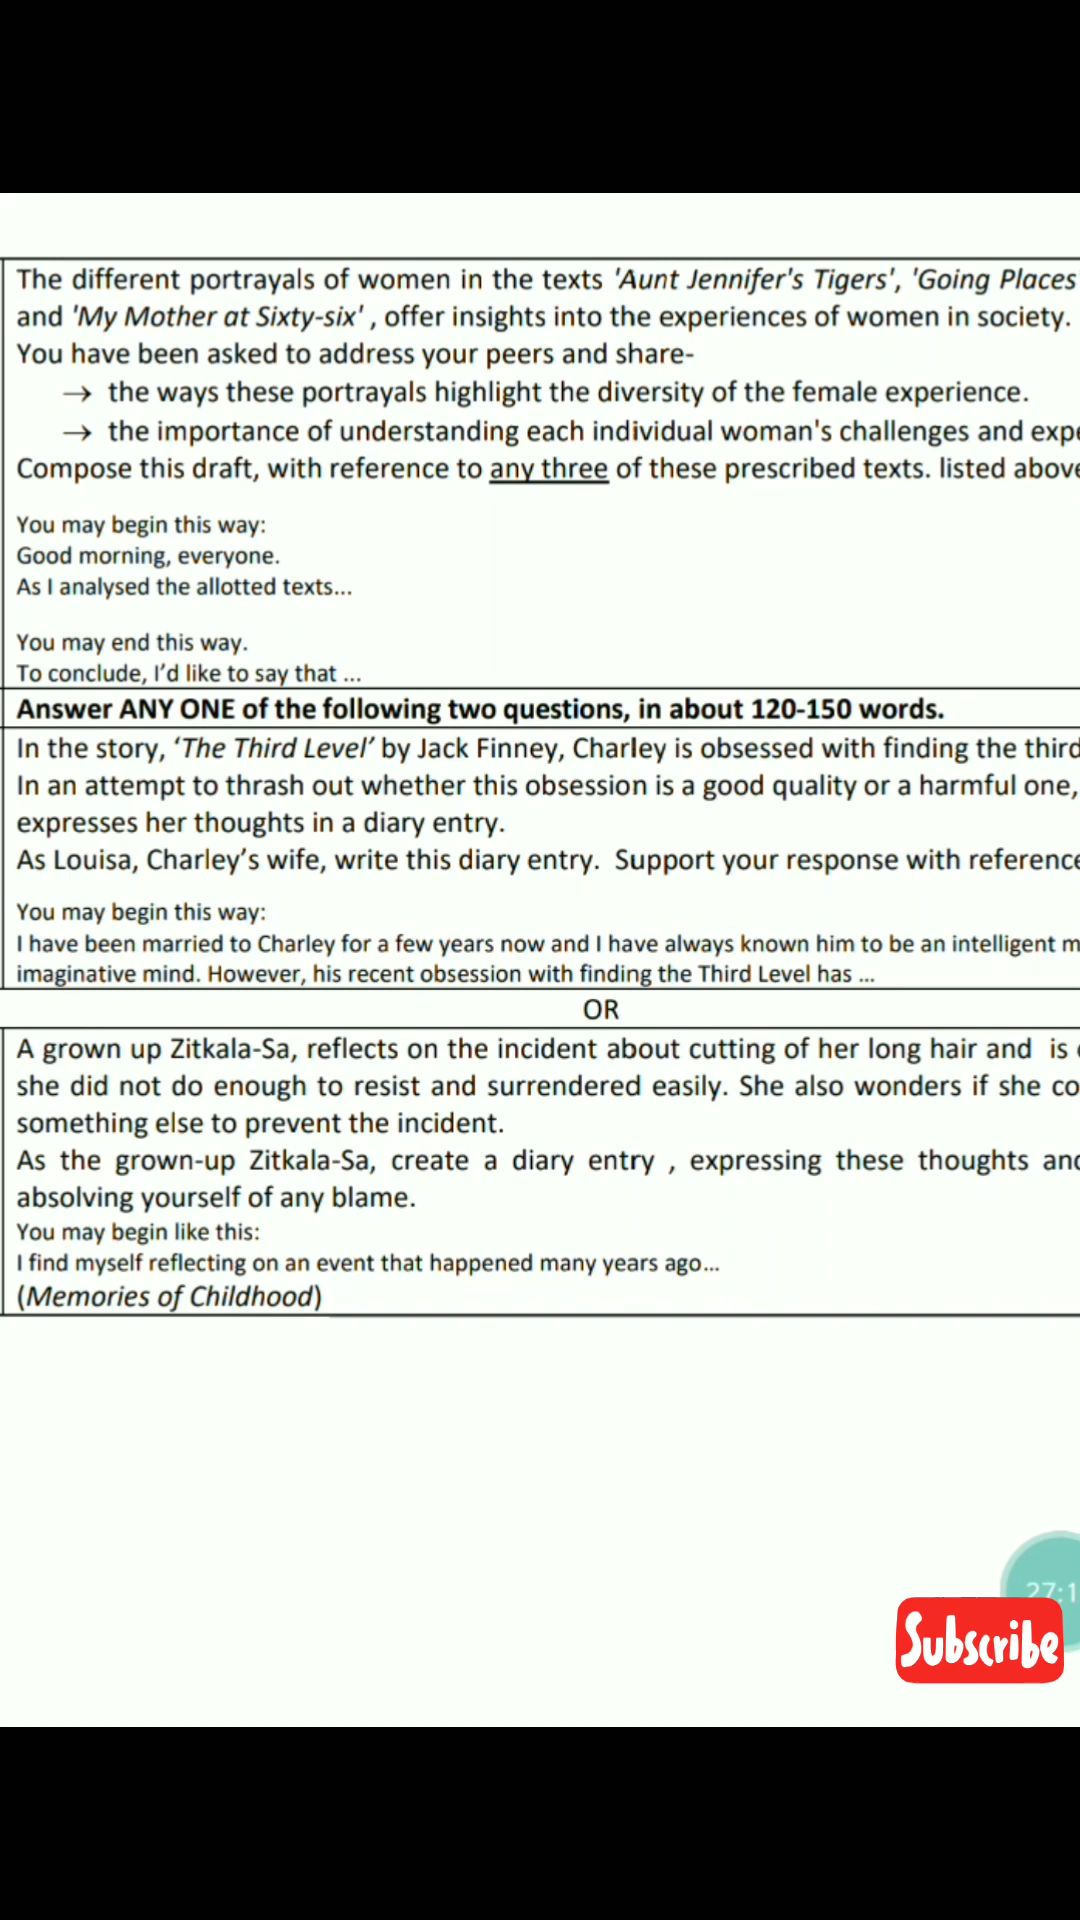 The different portrayals of women in the texts 'Aunt Jennifer's Tigers', 'Going Places
and 'My Mother at Sixty-six' , offer insights into the experiences of women in society.
You have been asked to address your peers and share-
→ the ways these portrayals highlight the diversity of the female experience.
→ the importance of understanding each individual woman's challenges and
Compose this draft, with reference to any three of these prescribed texts. listed
You may begin this way:
Good morning, everyone.
As I analysed the allotted texts...
You may end this way.
To conclude, I'd like to say that ...
Answer ANY ONE of the following two questions, in about 120-150 words.
In the story, 'The Third Level' by Jack Finney, Charley is obsessed with finding the third
In an attempt to thrash out whether this obsession is a good quality or a harmful one,
expresses her thoughts in a diary entry.
As Louisa, Charley's wife, write this diary entry. Support your response with
You may begin this way:
I have been married to Charley for a few years now and I have always known him to be an intelligent
imaginative mind. However, his recent obsession with finding the Third Level has ...
OR
A grown up Zitkala-Sa, reflects on the incident about cutting of her long hair and is
she did not do enough to resist and surrendered easily. She also wonders if she
something else to prevent the incident.
As the grown-up Zitkala-Sa, create a diary entry , expressing these thoughts
absolving yourself of any blame.
You may begin like this:
I find myself reflecting on an event that happened many years ago...
(Memories of Childhood)
27:1
Subscribe